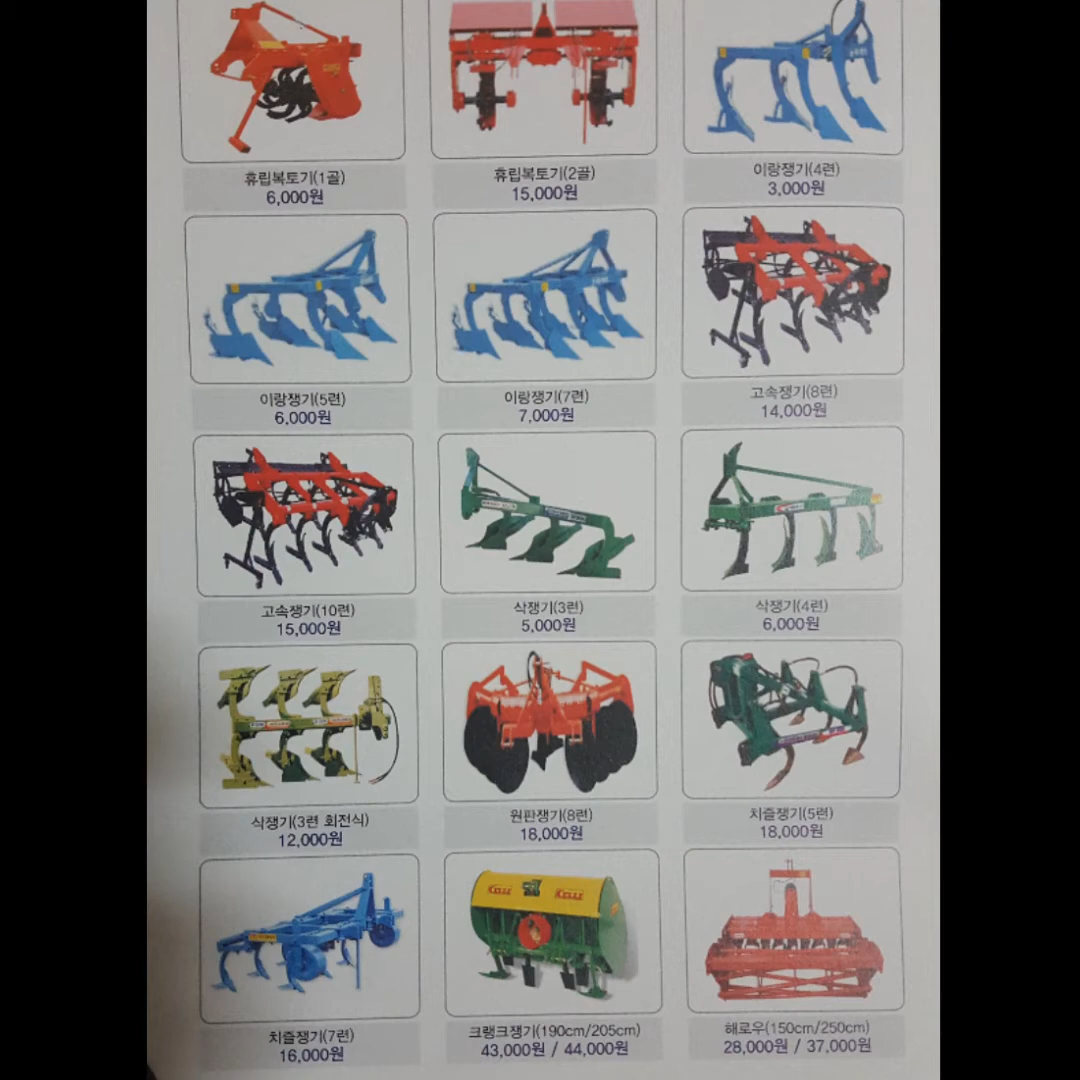 휴립복토기(1골)
6,000원
휴립복토기(2골)
15,000원
이랑쟁기(4련)
3,000원
이랑쟁기(5련)
6,000원
이랑쟁기(7련)
7,000원
고속쟁기(8련)
14,000원
고속쟁기(10련)
15,000원
삭쟁기(3련)
5,000원
삭쟁기(4련)
6,000원
삭쟁기(3련 회전식)
12,000원
원판쟁기(8련)
18,000원
치즐쟁기(5련)
18,000원
치즐쟁기(7련)
16,000원
크랭크쟁기(190cm/205cm)
43,000원 / 44,000원
해로우(150cm/250cm)
28,000원 / 37,000원